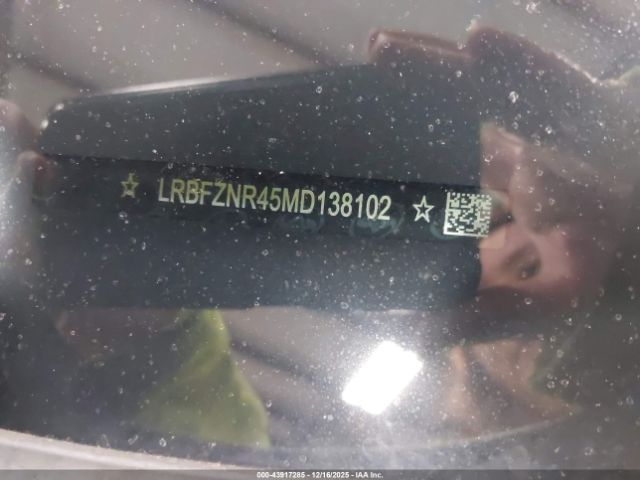 ☆ LRBFZNR45MD138102 ☆
000-43917285 - 12/16/2025 - IAA Inc.